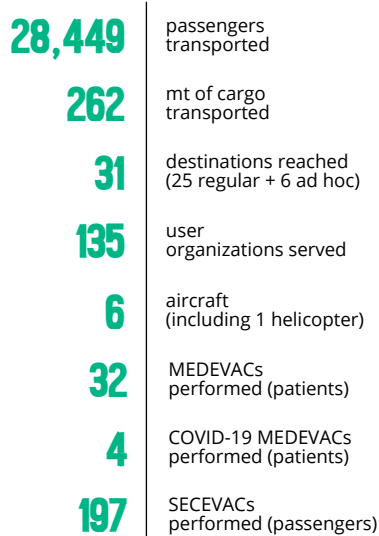 28,449
passengers
transported
262
mt of cargo
transported
31
destinations reached
(25 regular + 6 ad hoc)
135
user
organizations served
6
aircraft
(including 1 helicopter)
32
MEDEVACs
performed (patients)
4
COVID-19 MEDEVACs
performed (patients)
197
SECEVACs
performed (passengers)